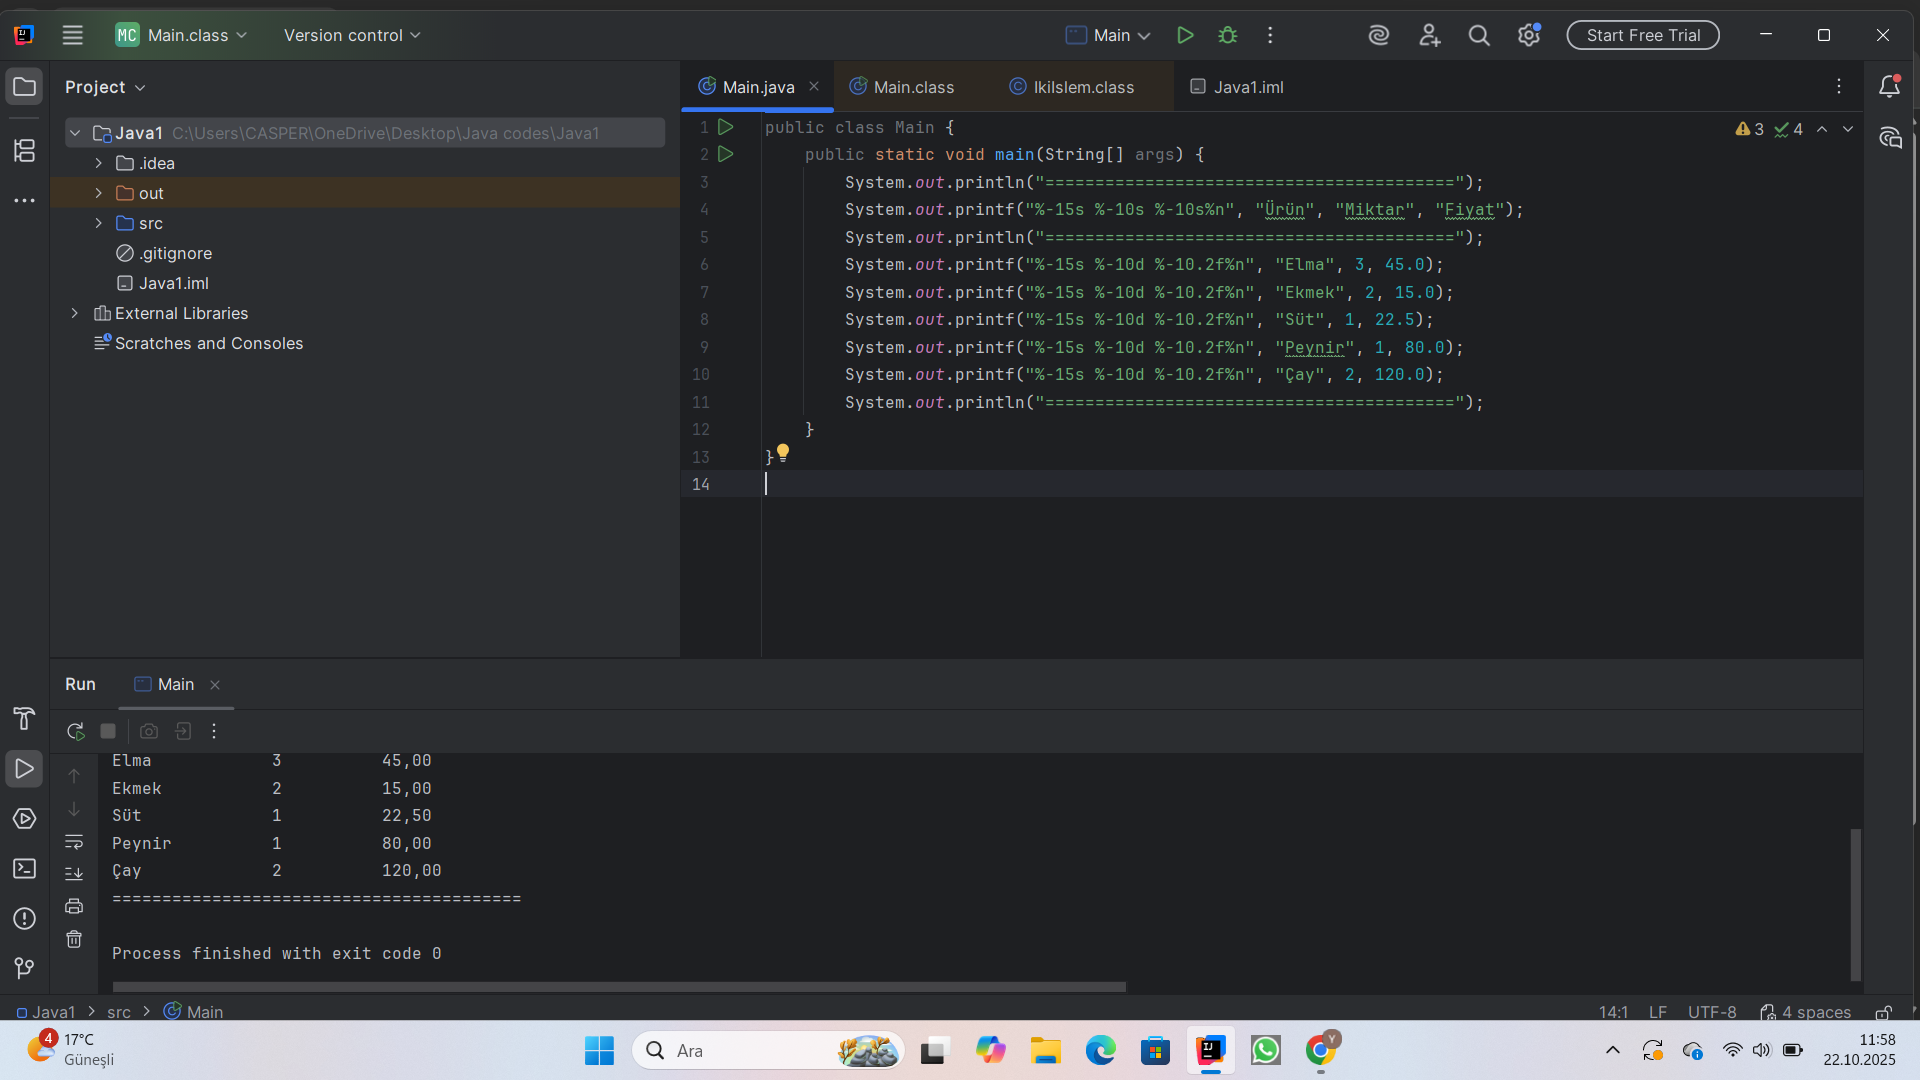 MC Main.class
Version control
Main
Start Free Trial
Project
Main.java
Main.class
IkiIslem.class
Java1.iml
Java1 C:\Users\CASPER\OneDrive\Desktop\Java codes\Java1
.idea
out
src
.gitignore
Java1.iml
External Libraries
Scratches and Consoles
3 4
1 public class Main {
2 public static void main(String[] args) {
3 System.out.println("=========================================");
4 System.out.printf("%-15s %-10s %-10s%n", "Ürün", "Miktar", "Fiyat");
5 System.out.println("=========================================");
6 System.out.printf("%-15s %-10d %-10.2f%n", "Elma", 3, 45.0);
7 System.out.printf("%-15s %-10d %-10.2f%n", "Ekmek", 2, 15.0);
8 System.out.printf("%-15s %-10d %-10.2f%n", "Süt", 1, 22.5);
9 System.out.printf("%-15s %-10d %-10.2f%n", "Peynir", 1, 80.0);
10 System.out.printf("%-15s %-10d %-10.2f%n", "Çay", 2, 120.0);
11 System.out.println("=========================================");
12 }
13 }
14
Run
Main
Elma 3 45,00
Ekmek 2 15,00
Süt 1 22,50
Peynir 1 80,00
Çay 2 120,00
=========================================
Process finished with exit code 0
Java1 > src > Main
14:1 LF UTF-8 4 spaces
4
17°C
Güneşli
Ara
IJ
Y
11:58
22.10.2025